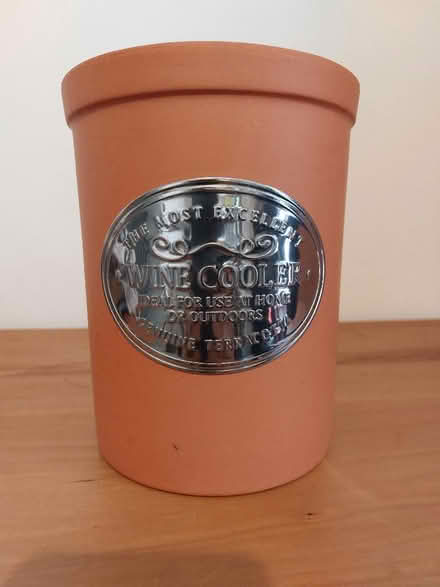 THE MOST EXCELLENT
WINE COOLER
IDEAL FOR USE AT HOME
OR OUTDOORS
GENUINE TERRACOTTA